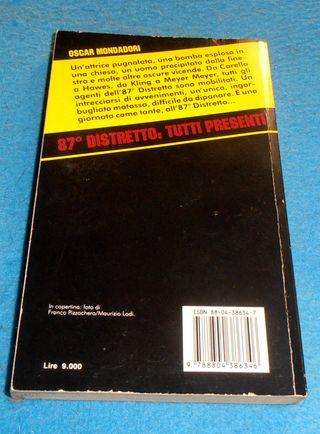 OSCAR MONDADORI
Un'attrice pugnalata, una bomba esplosa in
una chiesa, un uomo precipitato dalla fine-
stra e molte altre oscure vicende. Da Carella
a Hawes, da Kling a Meyer Meyer, tutti gli
agenti dell'87° Distretto sono mobilitati. Un
intrecciarsi di avvenimenti, un'unica, ingar-
bugliata matassa, difficile da dipanare. È una
giornata come tante, all'87° Distretto...
87° DISTRETTO: TUTTI PRESENTI
In copertina: foto di
Franco Pizzochero/Maurizio Lodi.
Lire 9.000
ISBN 88-04-38634-7
9 788804 386346